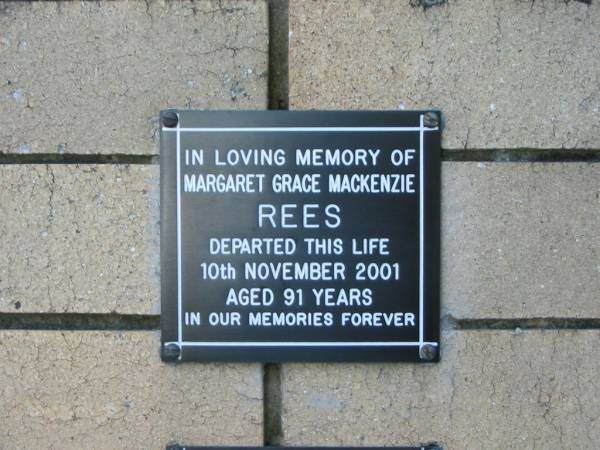 IN LOVING MEMORY OF
MARGARET GRACE MACKENZIE
REES
DEPARTED THIS LIFE
10th NOVEMBER 2001
AGED 91 YEARS
IN OUR MEMORIES FOREVER